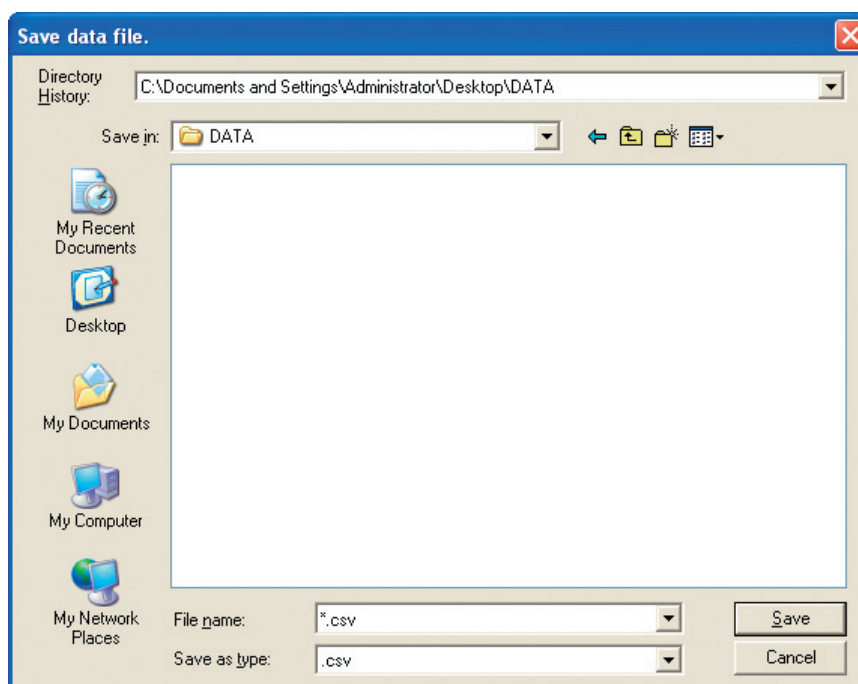 Save data file.
Directory
History:
C:\Documents and Settings\Administrator\Desktop\DATA
Save in:
DATA
My Recent
Documents
Desktop
My Documents
My Computer
My Network
Places
File name:
*.csv
Save
Save as type:
.csv
Cancel